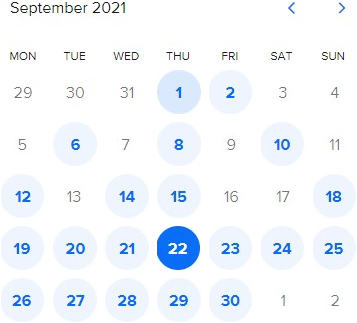 September 2021
MON TUE WED THU FRI SAT SUN
29 30 31 1 2 3 4
5 6 7 8 9 10 11
12 13 14 15 16 17 18
19 20 21 22 23 24 25
26 27 28 29 30 1 2